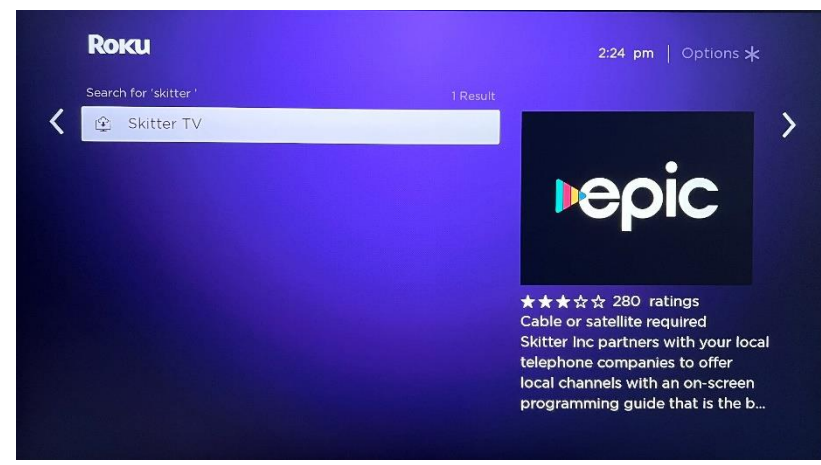 Roku
2:24 pm | Options
Search for 'skitter '
1 Result
Skitter TV
epic
280 ratings
Cable or satellite required
Skitter Inc partners with your local
telephone companies to offer
local channels with an on-screen
programming guide that is the b...